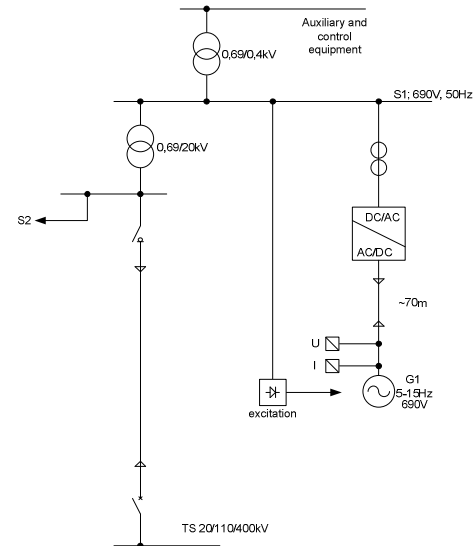 Auxiliary and
control
equipment
0,69/0,4kV
S1; 690V, 50Hz
0,69/20kV
S2
DC/AC
AC/DC
~70m
U
I
G1
5-15Hz
690V
excitation
TS 20/110/400kV